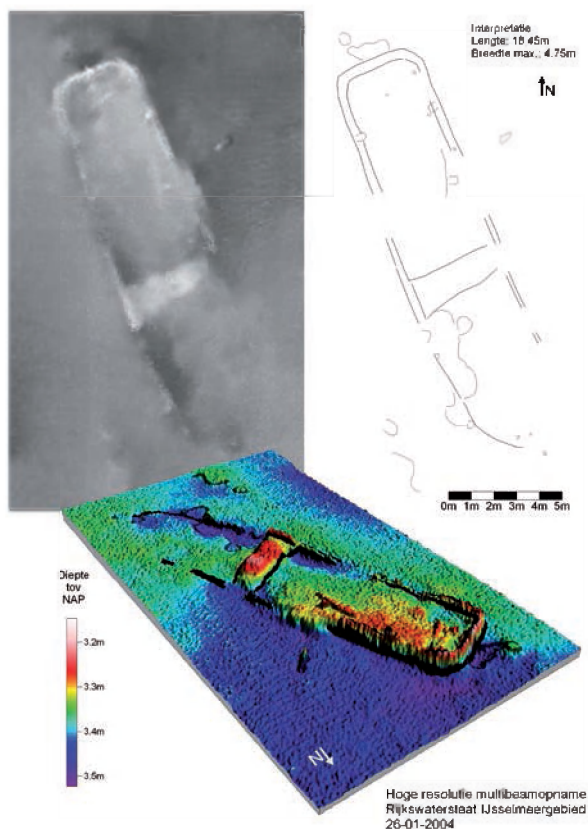 Interpretatie
Lengte: 18.45m
Breedte max.: 4.75m
N
0m 1m 2m 3m 4m 5m
Diepte
tov
NAP
3.2m
3.3m
3.4m
3.5m
N
Hoge resolutie multibeamopname
Rijkswaterstaat IJsselmeergebied
26-01-2004